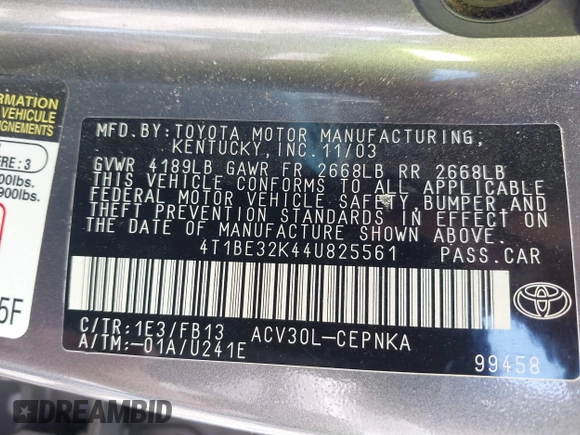 ORMATION
VEHICULE
IGNEMENTS
RE : 3
00lbs.
900lbs.
5F
MFD. BY: TOYOTA MOTOR MANUFACTURING,
KENTUCKY, INC. 11/03
GVWR 4189LB GAWR FR 2668LB RR 2668LB
THIS VEHICLE CONFORMS TO ALL APPLICABLE
FEDERAL MOTOR VEHICLE SAFETY, BUMPER AND
THEFT PREVENTION STANDARDS IN EFFECT ON
THE DATE OF MANUFACTURE SHOWN ABOVE.
4T1BE32K44U825561 PASS.CAR
C/TR: 1E3/FB13 ACV30L-CEPNKA
A/TM:-01A/U241E
99458
DREAMBID